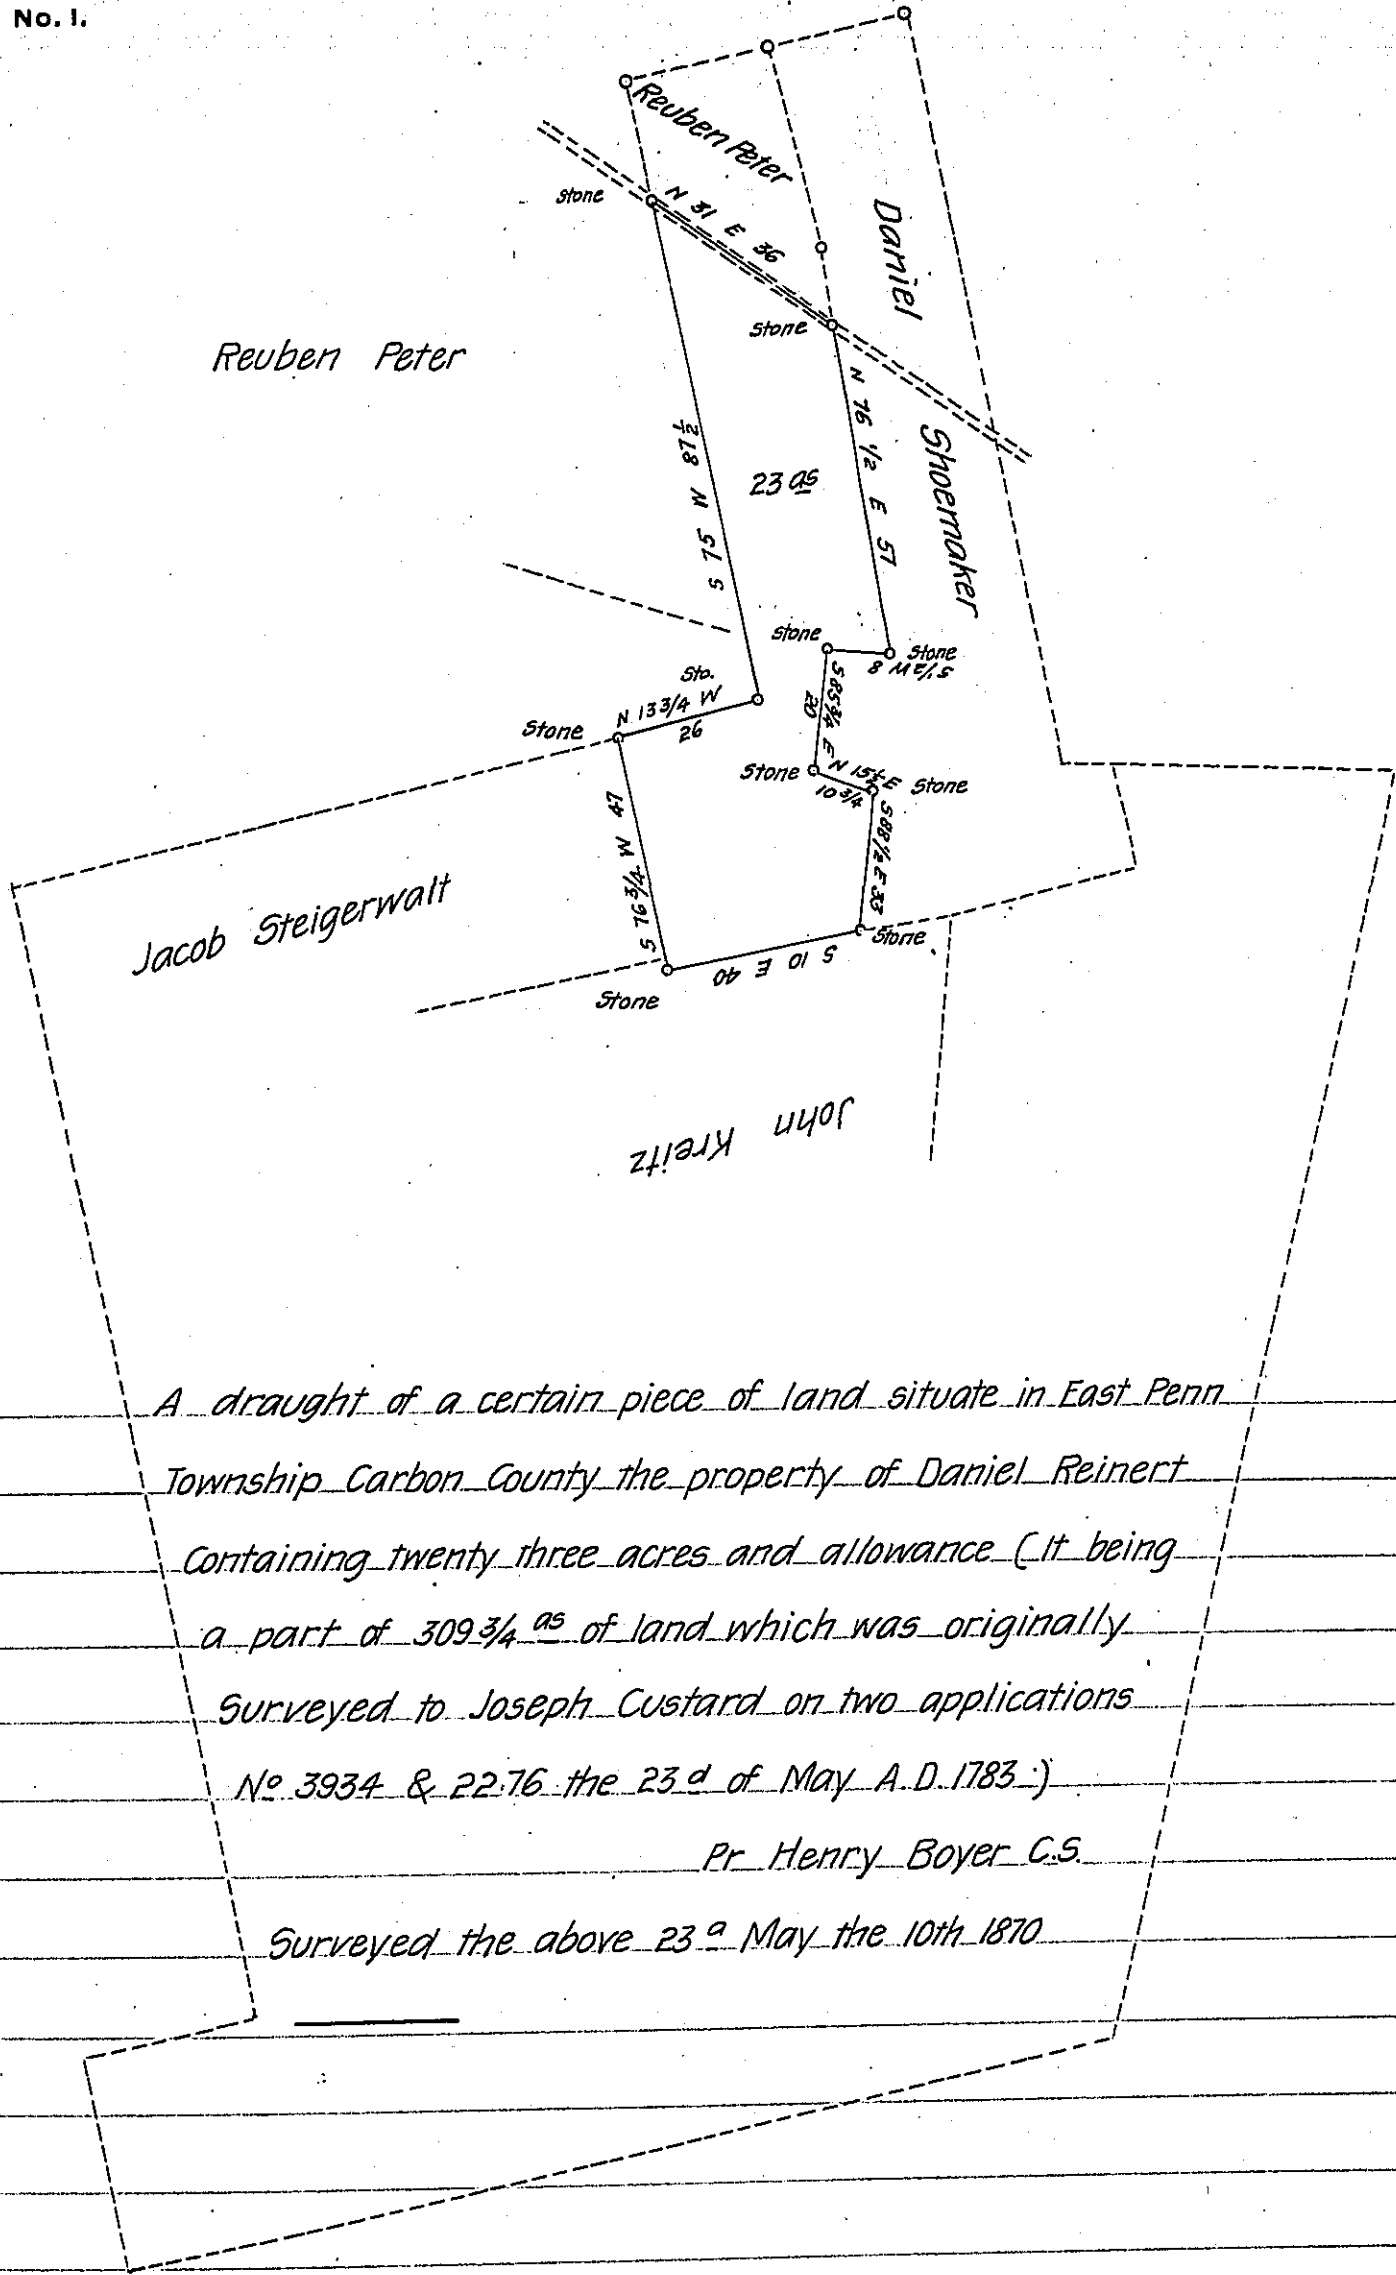 No. 1.
Reuben Peter
Daniel
Shoemaker
Stone
N 31 E 36
Stone
Reuben Peter
S 75 W 87 1/2
23 as
N 76 1/2 E 57
Stone
Stone
S 1/2 W 8
Sto.
N 13 3/4 W
26
Stone
S 85 3/4 E
20
Stone
N 15 1/2 E
10 3/4
Stone
S 76 3/4 W 47
S 88 1/2 E 33
Jacob Steigerwalt
Stone
S 10 E 40
Stone
John Kreitz
A draught of a certain piece of land situate in East Penn
Township Carbon County the property of Daniel Reinert
Containing twenty three acres and allowance (It being
a part of 309 3/4 as of land which was originally
Surveyed to Joseph Custard on two applications
No 3934 & 22.76 the 23d of May A.D. 1783.)
Pr Henry Boyer C.S.
Surveyed the above 23 a May the 10th 1870